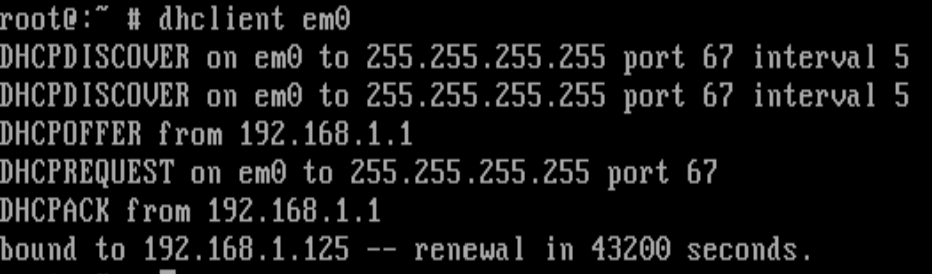 root@:~ # dhclient em0
DHCPDISCOVER on em0 to 255.255.255.255 port 67 interval 5
DHCPDISCOVER on em0 to 255.255.255.255 port 67 interval 5
DHCPOFFER from 192.168.1.1
DHCPREQUEST on em0 to 255.255.255.255 port 67
DHCPACK from 192.168.1.1
bound to 192.168.1.125 -- renewal in 43200 seconds.